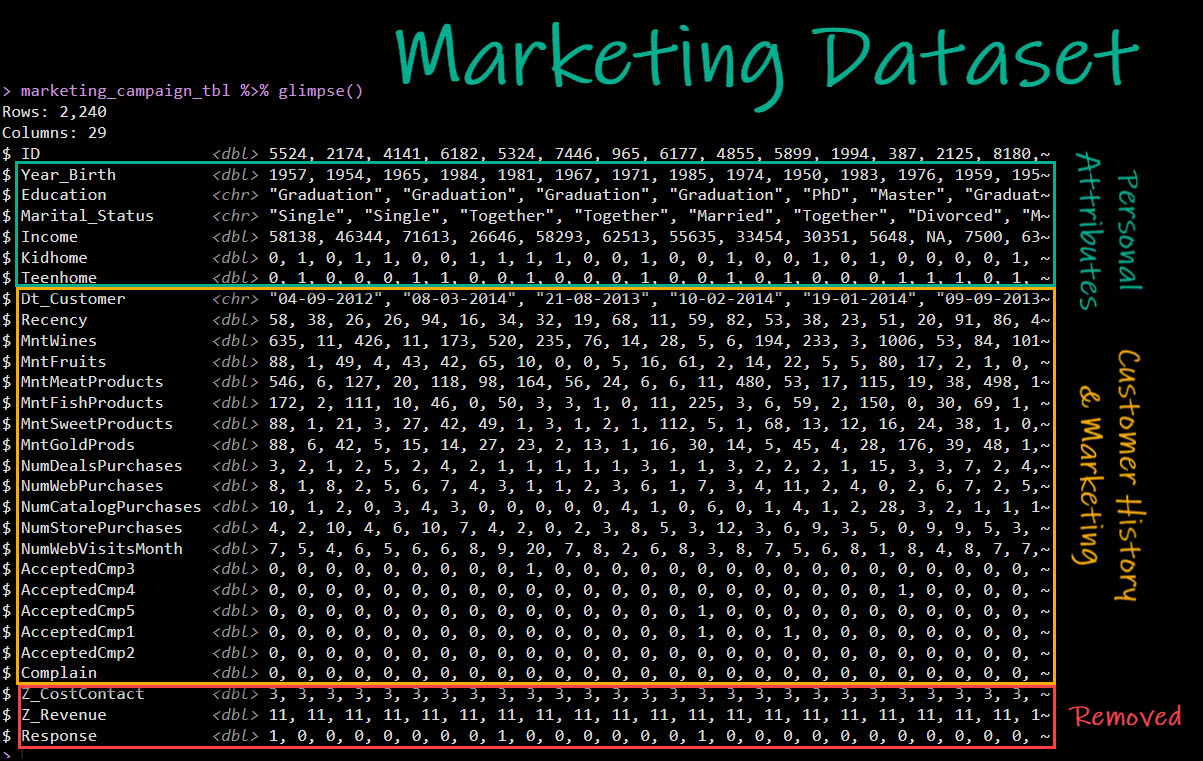 Marketing Dataset
> marketing_campaign_tbl %>% glimpse()
Rows: 2,240
Columns: 29
$ ID <dbl> 5524, 2174, 4141, 6182, 5324, 7446, 965, 6177, 4855, 5899, 1994, 387, 2125, 8180,~
$ Year_Birth <dbl> 1957, 1954, 1965, 1984, 1981, 1967, 1971, 1985, 1974, 1950, 1983, 1976, 1959, 195~
$ Education <chr> "Graduation", "Graduation", "Graduation", "Graduation", "PhD", "Master", "Graduat~
$ Marital_Status <chr> "Single", "Single", "Together", "Together", "Married", "Together", "Divorced", "M~
$ Income <dbl> 58138, 46344, 71613, 26646, 58293, 62513, 55635, 33454, 30351, 5648, NA, 7500, 63~
$ Kidhome <dbl> 0, 1, 0, 1, 1, 0, 0, 1, 1, 1, 1, 0, 0, 1, 0, 0, 1, 0, 0, 1, 0, 1, 0, 0, 0, 0, 1, ~
$ Teenhome <dbl> 0, 1, 0, 0, 0, 1, 1, 0, 0, 1, 0, 0, 0, 1, 0, 0, 1, 0, 1, 0, 0, 0, 1, 1, 1, 0, 1, ~
$ Dt_Customer <chr> "04-09-2012", "08-03-2014", "21-08-2013", "10-02-2014", "19-01-2014", "09-09-2013~
$ Recency <dbl> 58, 38, 26, 26, 94, 16, 34, 32, 19, 68, 11, 59, 82, 53, 38, 23, 51, 20, 91, 86, 4~
$ MntWines <dbl> 635, 11, 426, 11, 173, 520, 235, 76, 14, 28, 5, 6, 194, 233, 3, 1006, 53, 84, 101~
$ MntFruits <dbl> 88, 1, 49, 4, 43, 42, 65, 10, 0, 0, 5, 16, 61, 2, 14, 22, 5, 5, 80, 17, 2, 1, 0, ~
$ MntMeatProducts <dbl> 546, 6, 127, 20, 118, 98, 164, 56, 24, 6, 6, 11, 480, 53, 17, 115, 19, 38, 498, 1~
$ MntFishProducts <dbl> 172, 2, 111, 10, 46, 0, 50, 3, 3, 1, 0, 11, 225, 3, 6, 59, 2, 150, 0, 30, 69, 1, ~
$ MntSweetProducts <dbl> 88, 1, 21, 3, 27, 42, 49, 1, 3, 1, 2, 1, 112, 5, 1, 68, 13, 12, 16, 24, 38, 1, 0,~
$ MntGoldProds <dbl> 88, 6, 42, 5, 15, 14, 27, 23, 2, 13, 1, 16, 30, 14, 5, 45, 4, 28, 176, 39, 48, 1,~
$ NumDealsPurchases <dbl> 3, 2, 1, 2, 5, 2, 4, 2, 1, 1, 1, 1, 1, 3, 1, 1, 3, 2, 2, 2, 1, 15, 3, 3, 7, 2, 4,~
$ NumWebPurchases <dbl> 8, 1, 8, 2, 5, 6, 7, 4, 3, 1, 1, 2, 3, 6, 1, 7, 3, 4, 11, 2, 4, 0, 2, 6, 7, 2, 5,~
$ NumCatalogPurchases <dbl> 10, 1, 2, 0, 3, 4, 3, 0, 0, 0, 0, 0, 4, 1, 0, 6, 0, 1, 4, 1, 2, 28, 3, 2, 1, 1, 1~
$ NumStorePurchases <dbl> 4, 2, 10, 4, 6, 10, 7, 4, 2, 0, 2, 3, 8, 5, 3, 12, 3, 6, 9, 3, 5, 0, 9, 9, 5, 3, ~
$ NumWebVisitsMonth <dbl> 7, 5, 4, 6, 5, 6, 6, 8, 9, 20, 7, 8, 2, 6, 8, 3, 8, 7, 5, 6, 8, 1, 8, 4, 8, 7, 7,~
$ AcceptedCmp3 <dbl> 0, 0, 0, 0, 0, 0, 0, 0, 0, 1, 0, 0, 0, 0, 0, 0, 0, 0, 0, 0, 0, 0, 0, 0, 0, 0, 0, ~
$ AcceptedCmp4 <dbl> 0, 0, 0, 0, 0, 0, 0, 0, 0, 0, 0, 0, 0, 0, 0, 0, 0, 0, 0, 0, 0, 0, 1, 0, 0, 0, 0, ~
$ AcceptedCmp5 <dbl> 0, 0, 0, 0, 0, 0, 0, 0, 0, 0, 0, 0, 0, 0, 0, 1, 0, 0, 0, 0, 0, 0, 0, 0, 0, 0, 0, ~
$ AcceptedCmp1 <dbl> 0, 0, 0, 0, 0, 0, 0, 0, 0, 0, 0, 0, 0, 0, 0, 1, 0, 0, 1, 0, 0, 0, 0, 0, 0, 0, 0, ~
$ AcceptedCmp2 <dbl> 0, 0, 0, 0, 0, 0, 0, 0, 0, 0, 0, 0, 0, 0, 0, 0, 0, 0, 0, 0, 0, 0, 0, 0, 0, 0, 0, ~
$ Complain <dbl> 0, 0, 0, 0, 0, 0, 0, 0, 0, 0, 0, 0, 0, 0, 0, 0, 0, 0, 0, 0, 0, 0, 0, 0, 0, 0, 0, ~
$ Z_CostContact <dbl> 3, 3, 3, 3, 3, 3, 3, 3, 3, 3, 3, 3, 3, 3, 3, 3, 3, 3, 3, 3, 3, 3, 3, 3, 3, 3, 3, ~
$ Z_Revenue <dbl> 11, 11, 11, 11, 11, 11, 11, 11, 11, 11, 11, 11, 11, 11, 11, 11, 11, 11, 11, 11, 1~
$ Response <dbl> 1, 0, 0, 0, 0, 0, 0, 0, 1, 0, 0, 0, 0, 0, 0, 1, 0, 0, 0, 0, 0, 0, 0, 0, 0, 0, 0, ~
>
Personal
Attributes
Customer History
& Marketing
Removed